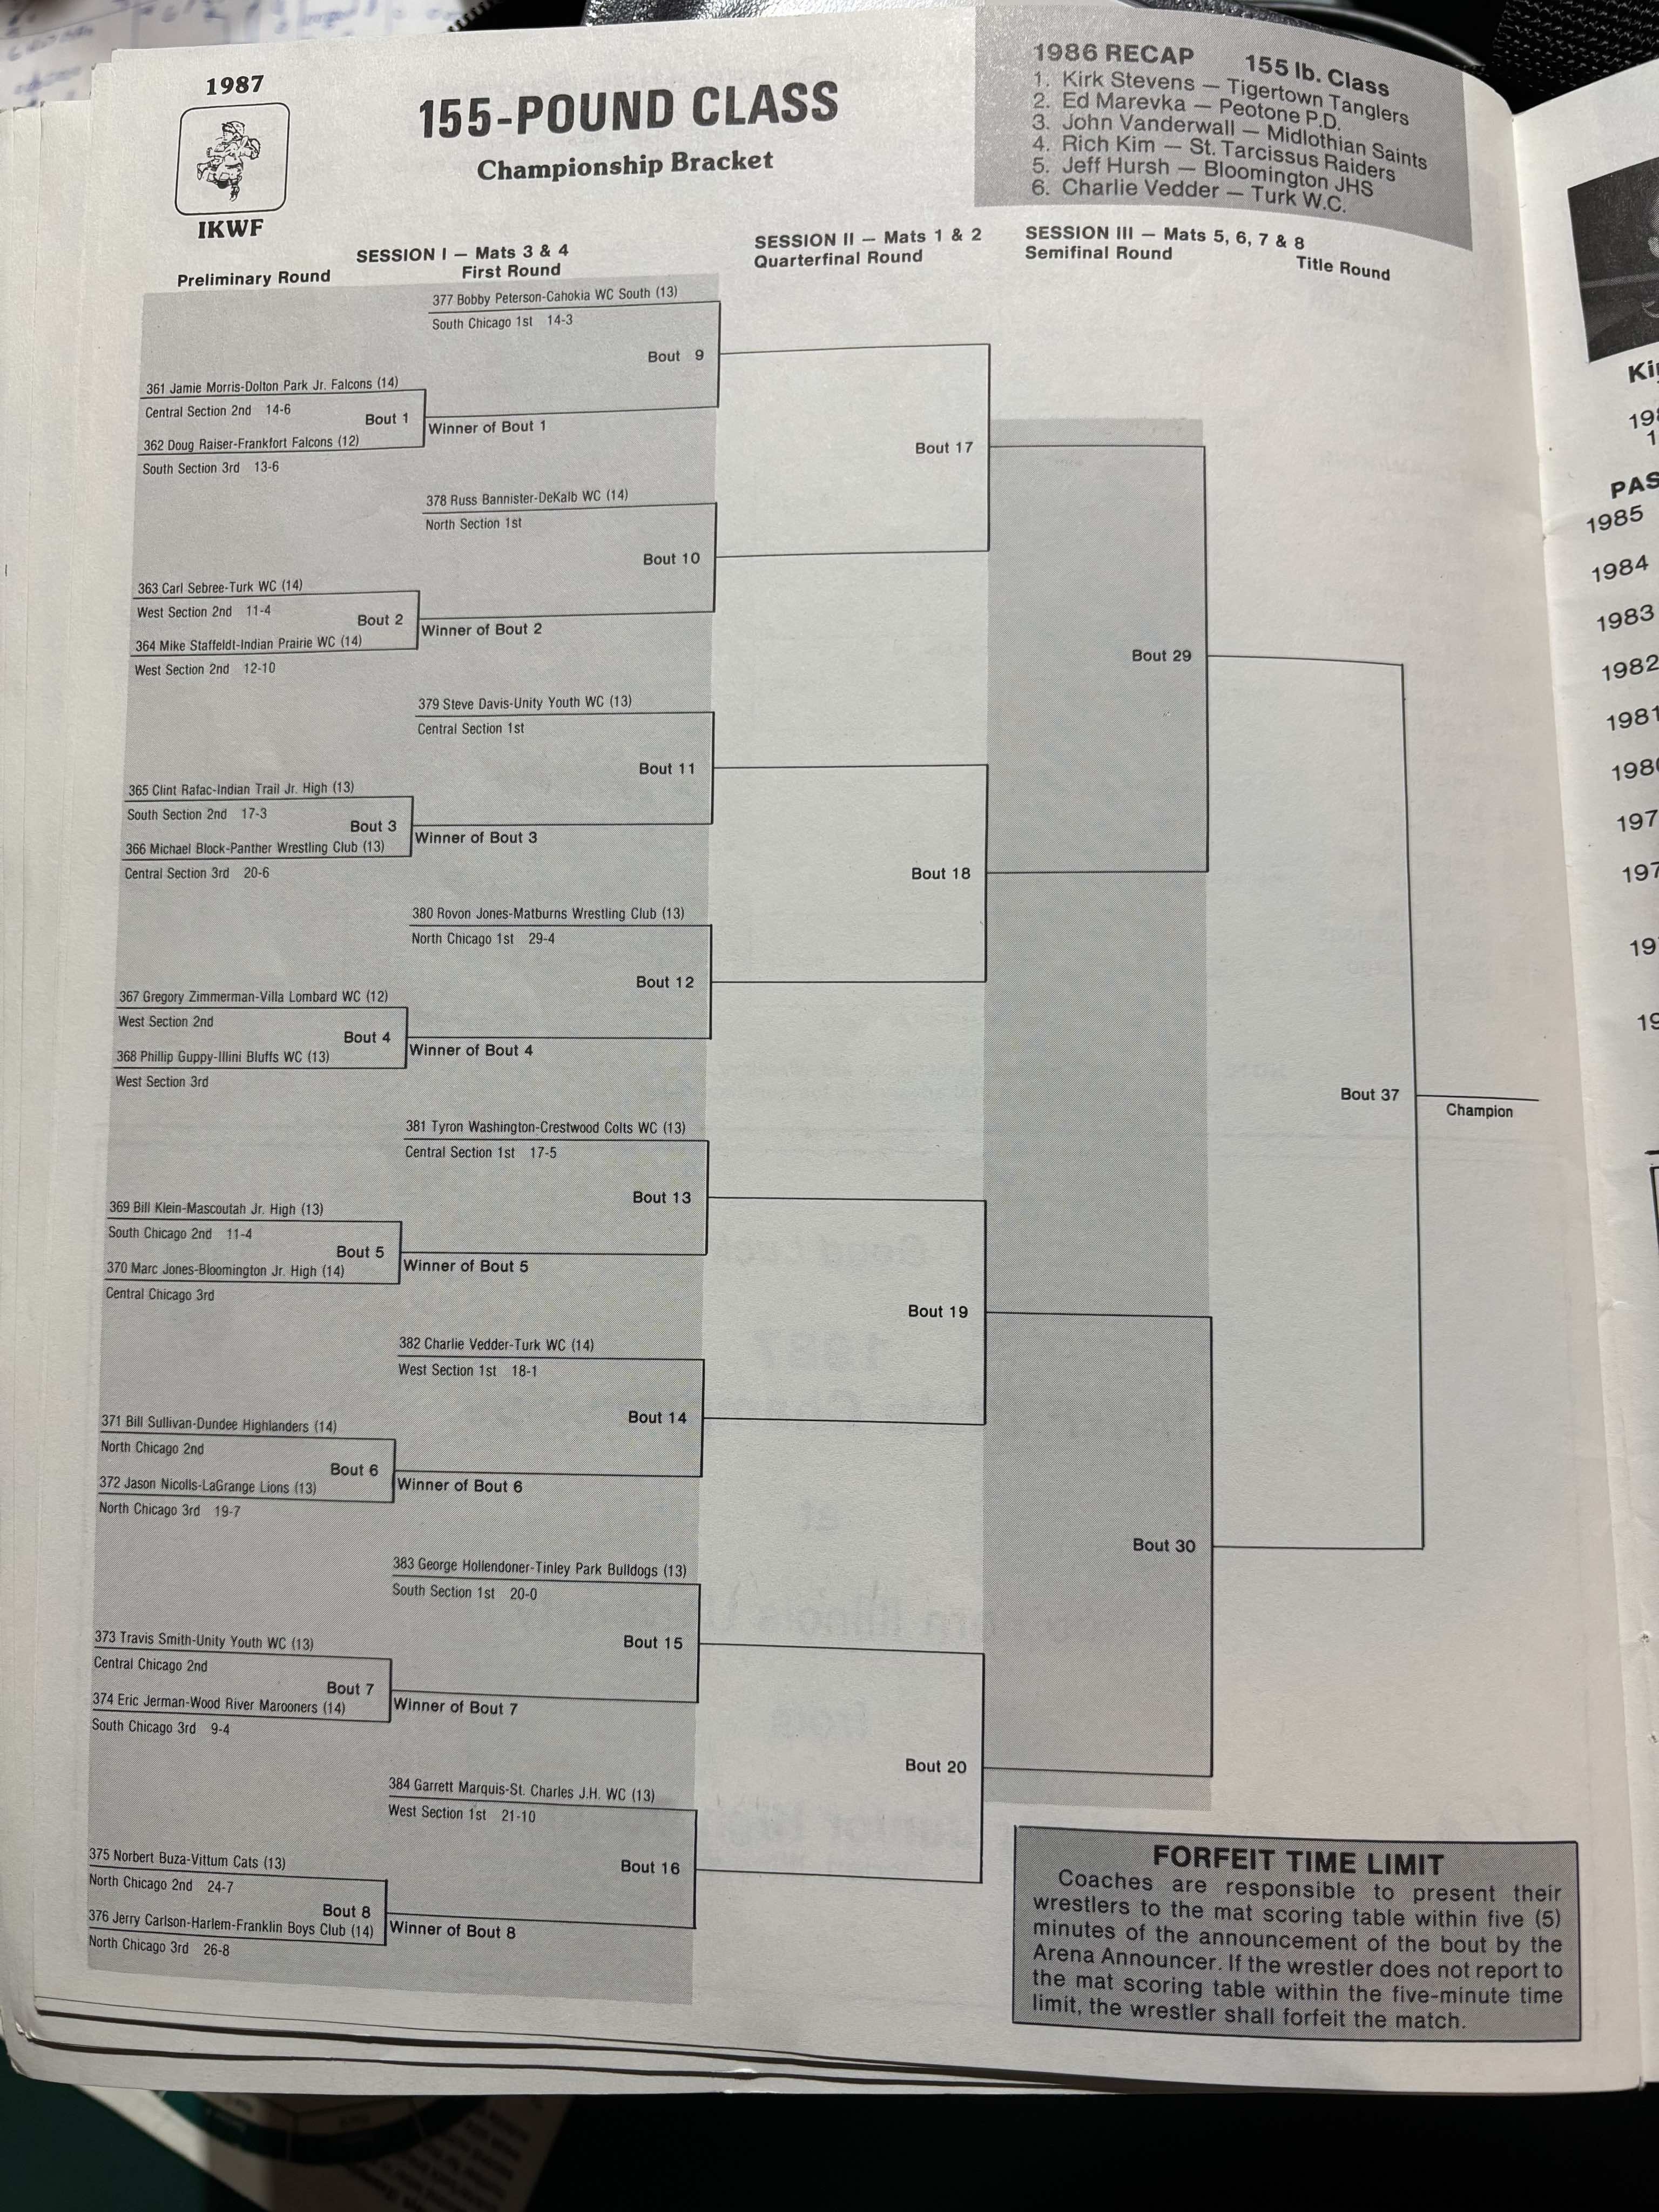 1987
IKWF
155-POUND CLASS
Championship Bracket
1986 RECAP 155 lb. Class
1. Kirk Stevens — Tigertown Tanglers
2. Ed Marevka — Peotone P.D.
3. John Vanderwall — Midlothian Saints
4. Rich Kim — St. Tarcissus Raiders
5. Jeff Hursh — Bloomington JHS
6. Charlie Vedder — Turk W.C.
SESSION I — Mats 3 & 4
Preliminary Round
First Round
SESSION II — Mats 1 & 2
Quarterfinal Round
SESSION III — Mats 5, 6, 7 & 8
Semifinal Round
Title Round
377 Bobby Peterson-Cahokia WC South (13)
South Chicago 1st 14-3
Bout 9
361 Jamie Morris-Dolton Park Jr. Falcons (14)
Central Section 2nd 14-6
Bout 1
362 Doug Raiser-Frankfort Falcons (12)
South Section 3rd 13-6
Winner of Bout 1
Bout 17
378 Russ Bannister-DeKalb WC (14)
North Section 1st
Bout 10
363 Carl Sebree-Turk WC (14)
West Section 2nd 11-4
Bout 2
364 Mike Staffeldt-Indian Prairie WC (14)
West Section 2nd 12-10
Winner of Bout 2
Bout 29
379 Steve Davis-Unity Youth WC (13)
Central Section 1st
Bout 11
365 Clint Rafac-Indian Trail Jr. High (13)
South Section 2nd 17-3
Bout 3
366 Michael Block-Panther Wrestling Club (13)
Central Section 3rd 20-6
Winner of Bout 3
Bout 18
380 Rovon Jones-Matburns Wrestling Club (13)
North Chicago 1st 29-4
Bout 12
367 Gregory Zimmerman-Villa Lombard WC (12)
West Section 2nd
Bout 4
368 Phillip Guppy-Illini Bluffs WC (13)
West Section 3rd
Winner of Bout 4
Bout 37
Champion
381 Tyron Washington-Crestwood Colts WC (13)
Central Section 1st 17-5
Bout 13
369 Bill Klein-Mascoutah Jr. High (13)
South Chicago 2nd 11-4
Bout 5
370 Marc Jones-Bloomington Jr. High (14)
Central Chicago 3rd
Winner of Bout 5
Bout 19
382 Charlie Vedder-Turk WC (14)
West Section 1st 18-1
Bout 14
371 Bill Sullivan-Dundee Highlanders (14)
North Chicago 2nd
Bout 6
372 Jason Nicolls-LaGrange Lions (13)
North Chicago 3rd 19-7
Winner of Bout 6
Bout 30
383 George Hollendoner-Tinley Park Bulldogs (13)
South Section 1st 20-0
Bout 15
373 Travis Smith-Unity Youth WC (13)
Central Chicago 2nd
Bout 7
374 Eric Jerman-Wood River Marooners (14)
South Chicago 3rd 9-4
Winner of Bout 7
Bout 20
384 Garrett Marquis-St. Charles J.H. WC (13)
West Section 1st 21-10
Bout 16
375 Norbert Buza-Vittum Cats (13)
North Chicago 2nd 24-7
Bout 8
376 Jerry Carlson-Harlem-Franklin Boys Club (14)
North Chicago 3rd 26-8
Winner of Bout 8
FORFEIT TIME LIMIT
Coaches are responsible to present their
wrestlers to the mat scoring table within five (5)
minutes of the announcement of the bout by the
Arena Announcer. If the wrestler does not report to
the mat scoring table within the five-minute time
limit, the wrestler shall forfeit the match.
1985
1984
1983
1982
1981